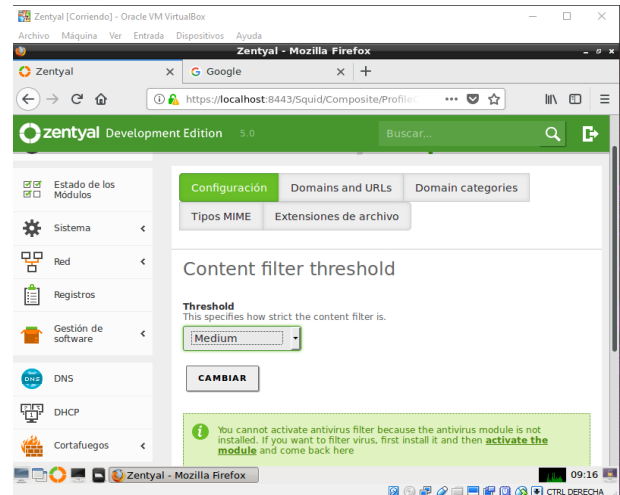 Zentyal [Corriendo] - Oracle VM VirtualBox
Archivo Máquina Ver Entrada Dispositivos Ayuda
Zentyal - Mozilla Firefox
Zentyal
Google
https://localhost:8443/Squid/Composite/Profile
zentyal Development Edition 5.0
Buscar...
Estado de los
Módulos
Sistema
Red
Registros
Gestión de
software
DNS
DHCP
Cortafuegos
Configuración Domains and URLs Domain categories
Tipos MIME Extensiones de archivo
Content filter threshold
Threshold
This specifies how strict the content filter is.
Medium
CAMBIAR
You cannot activate antivirus filter because the antivirus module is not
installed. If you want to filter virus, first install it and then activate the
module and come back here
Zentyal - Mozilla Firefox
09:16
CTRL DERECHA